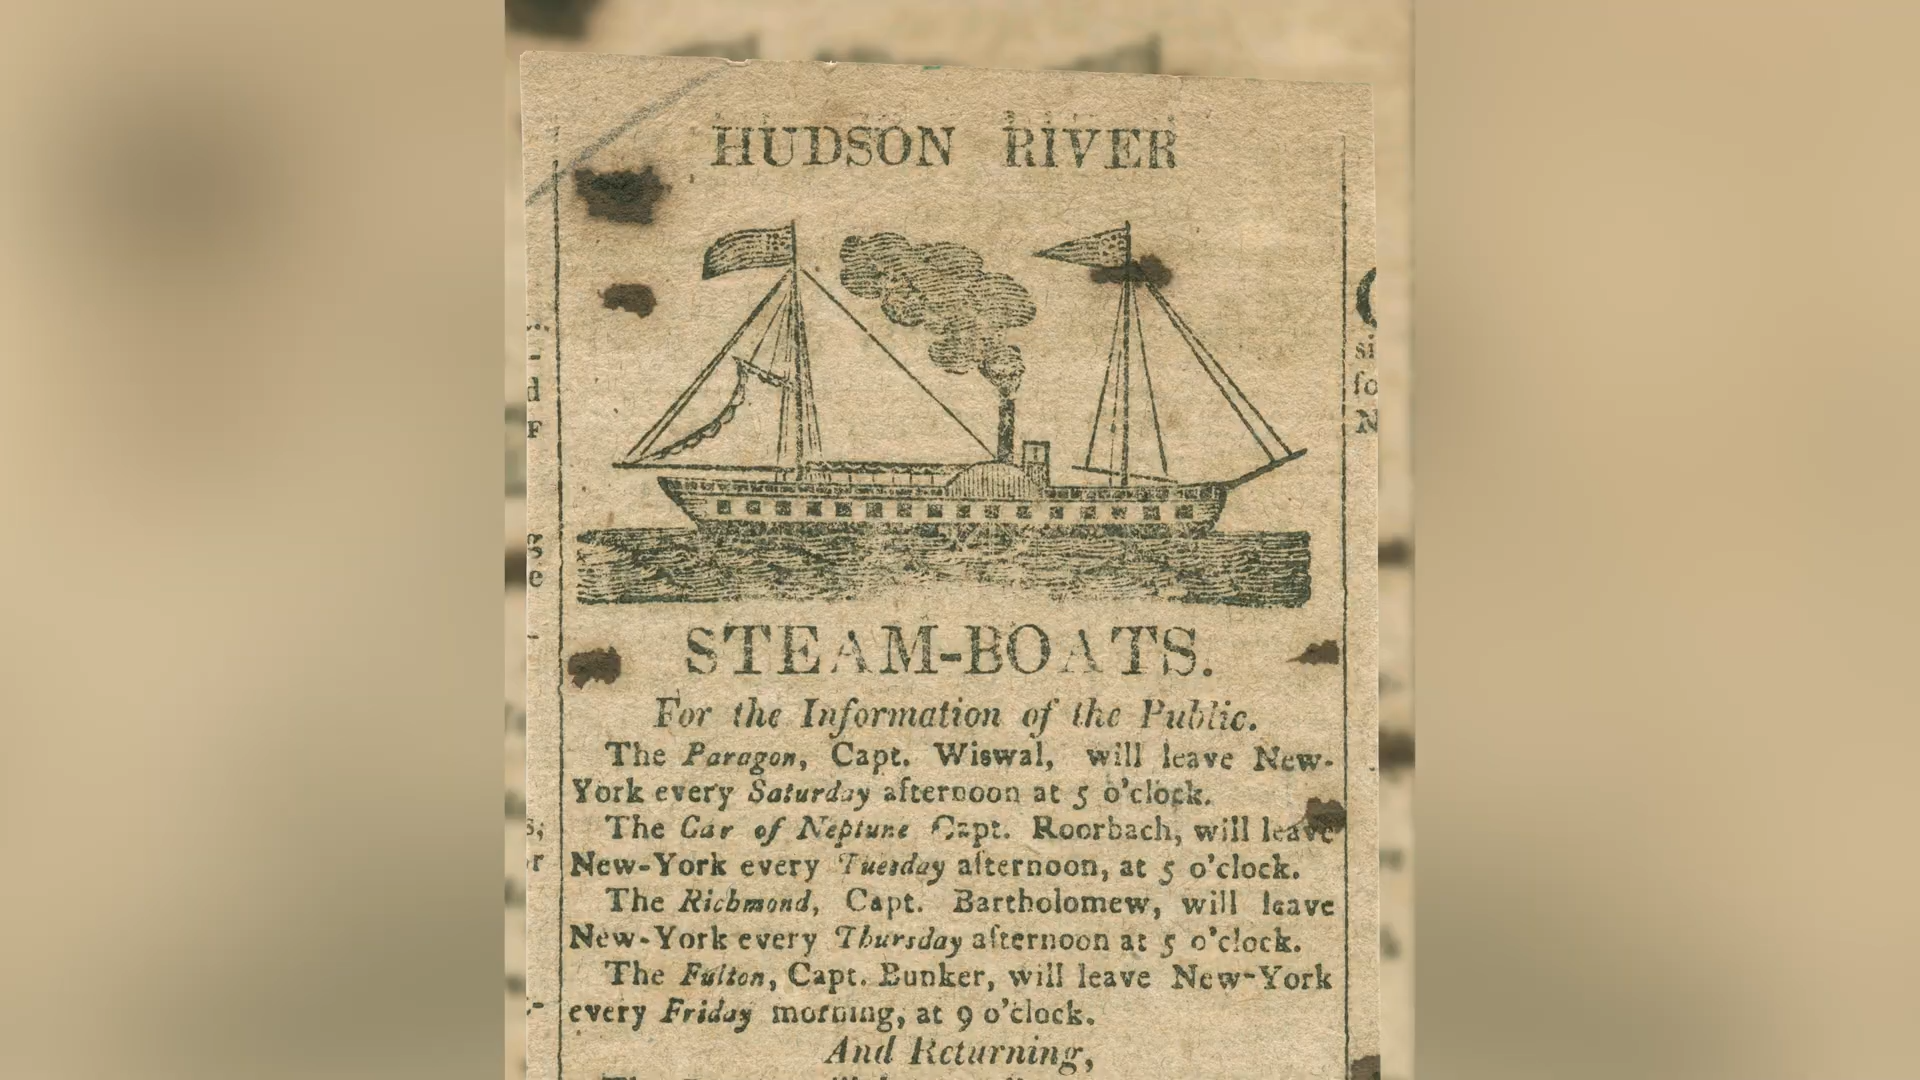 HUDSON RIVER
STEAM-BOATS.
For the Information of the Public.
The Paragon, Capt. Wiswal, will leave New-
York every Saturday afternoon at 5 o'clock.
The Car of Neptune Capt. Roorbach, will leave
New-York every Tuesday afternoon, at 5 o'clock.
The Richmond, Capt. Bartholomew, will leave
New-York every Thursday afternoon at 5 o'clock.
The Fulton, Capt. Bunker, will leave New-York
every Friday morning, at 9 o'clock.
And Returning,